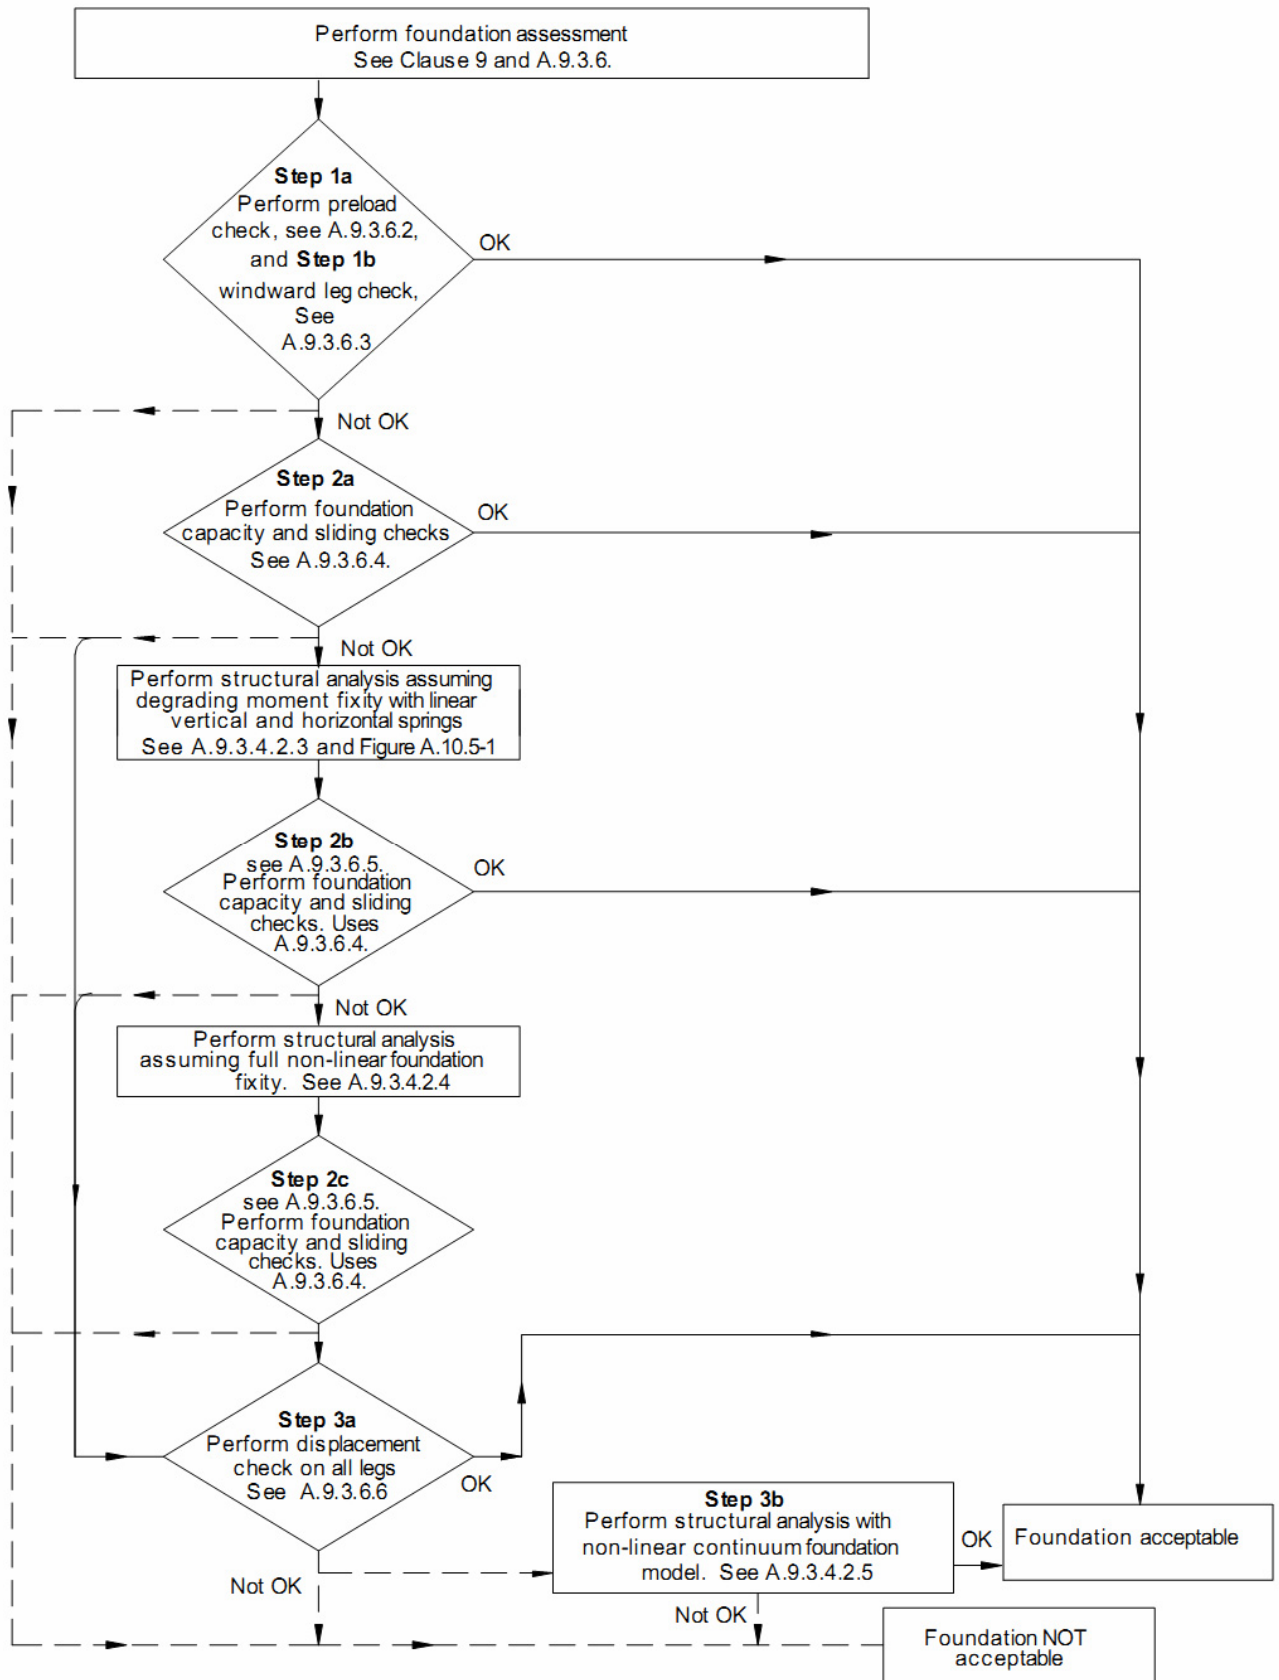 Perform foundation assessment
See Clause 9 and A.9.3.6.
Step 1a
Perform preload
check, see A.9.3.6.2,
and Step 1b
windward leg check,
See
A.9.3.6.3
OK
Not OK
Step 2a
Perform foundation
capacity and sliding checks
See A.9.3.6.4.
OK
Not OK
Perform structural analysis assuming
degrading moment fixity with linear
vertical and horizontal springs
See A.9.3.4.2.3 and Figure A.10.5-1
Step 2b
see A.9.3.6.5.
Perform foundation
capacity and sliding
checks. Uses
A.9.3.6.4.
OK
Not OK
Perform structural analysis
assuming full non-linear foundation
fixity. See A.9.3.4.2.4
Step 2c
see A.9.3.6.5.
Perform foundation
capacity and sliding
checks. Uses
A.9.3.6.4.
Step 3a
Perform displacement
check on all legs
See A.9.3.6.6
OK
Not OK
Step 3b
Perform structural analysis with
non-linear continuum foundation
model. See A.9.3.4.2.5
OK
Not OK
Foundation acceptable
Foundation NOT
acceptable